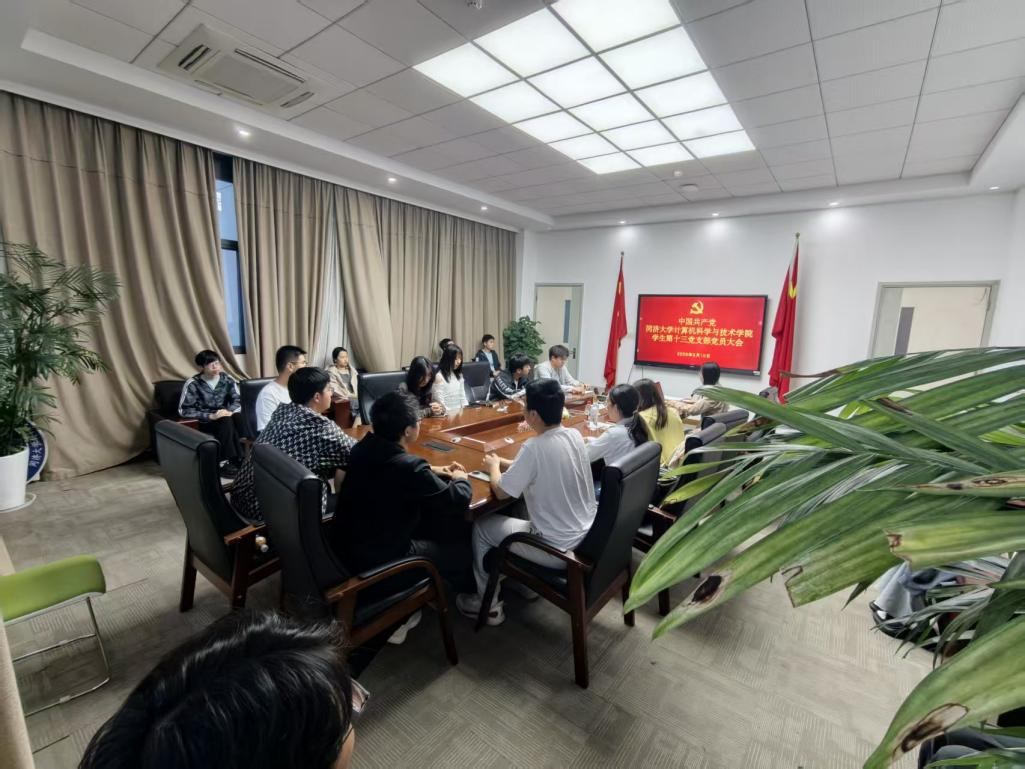 中国共产党
同济大学计算机科学与技术学院
学生第十三党支部党员大会